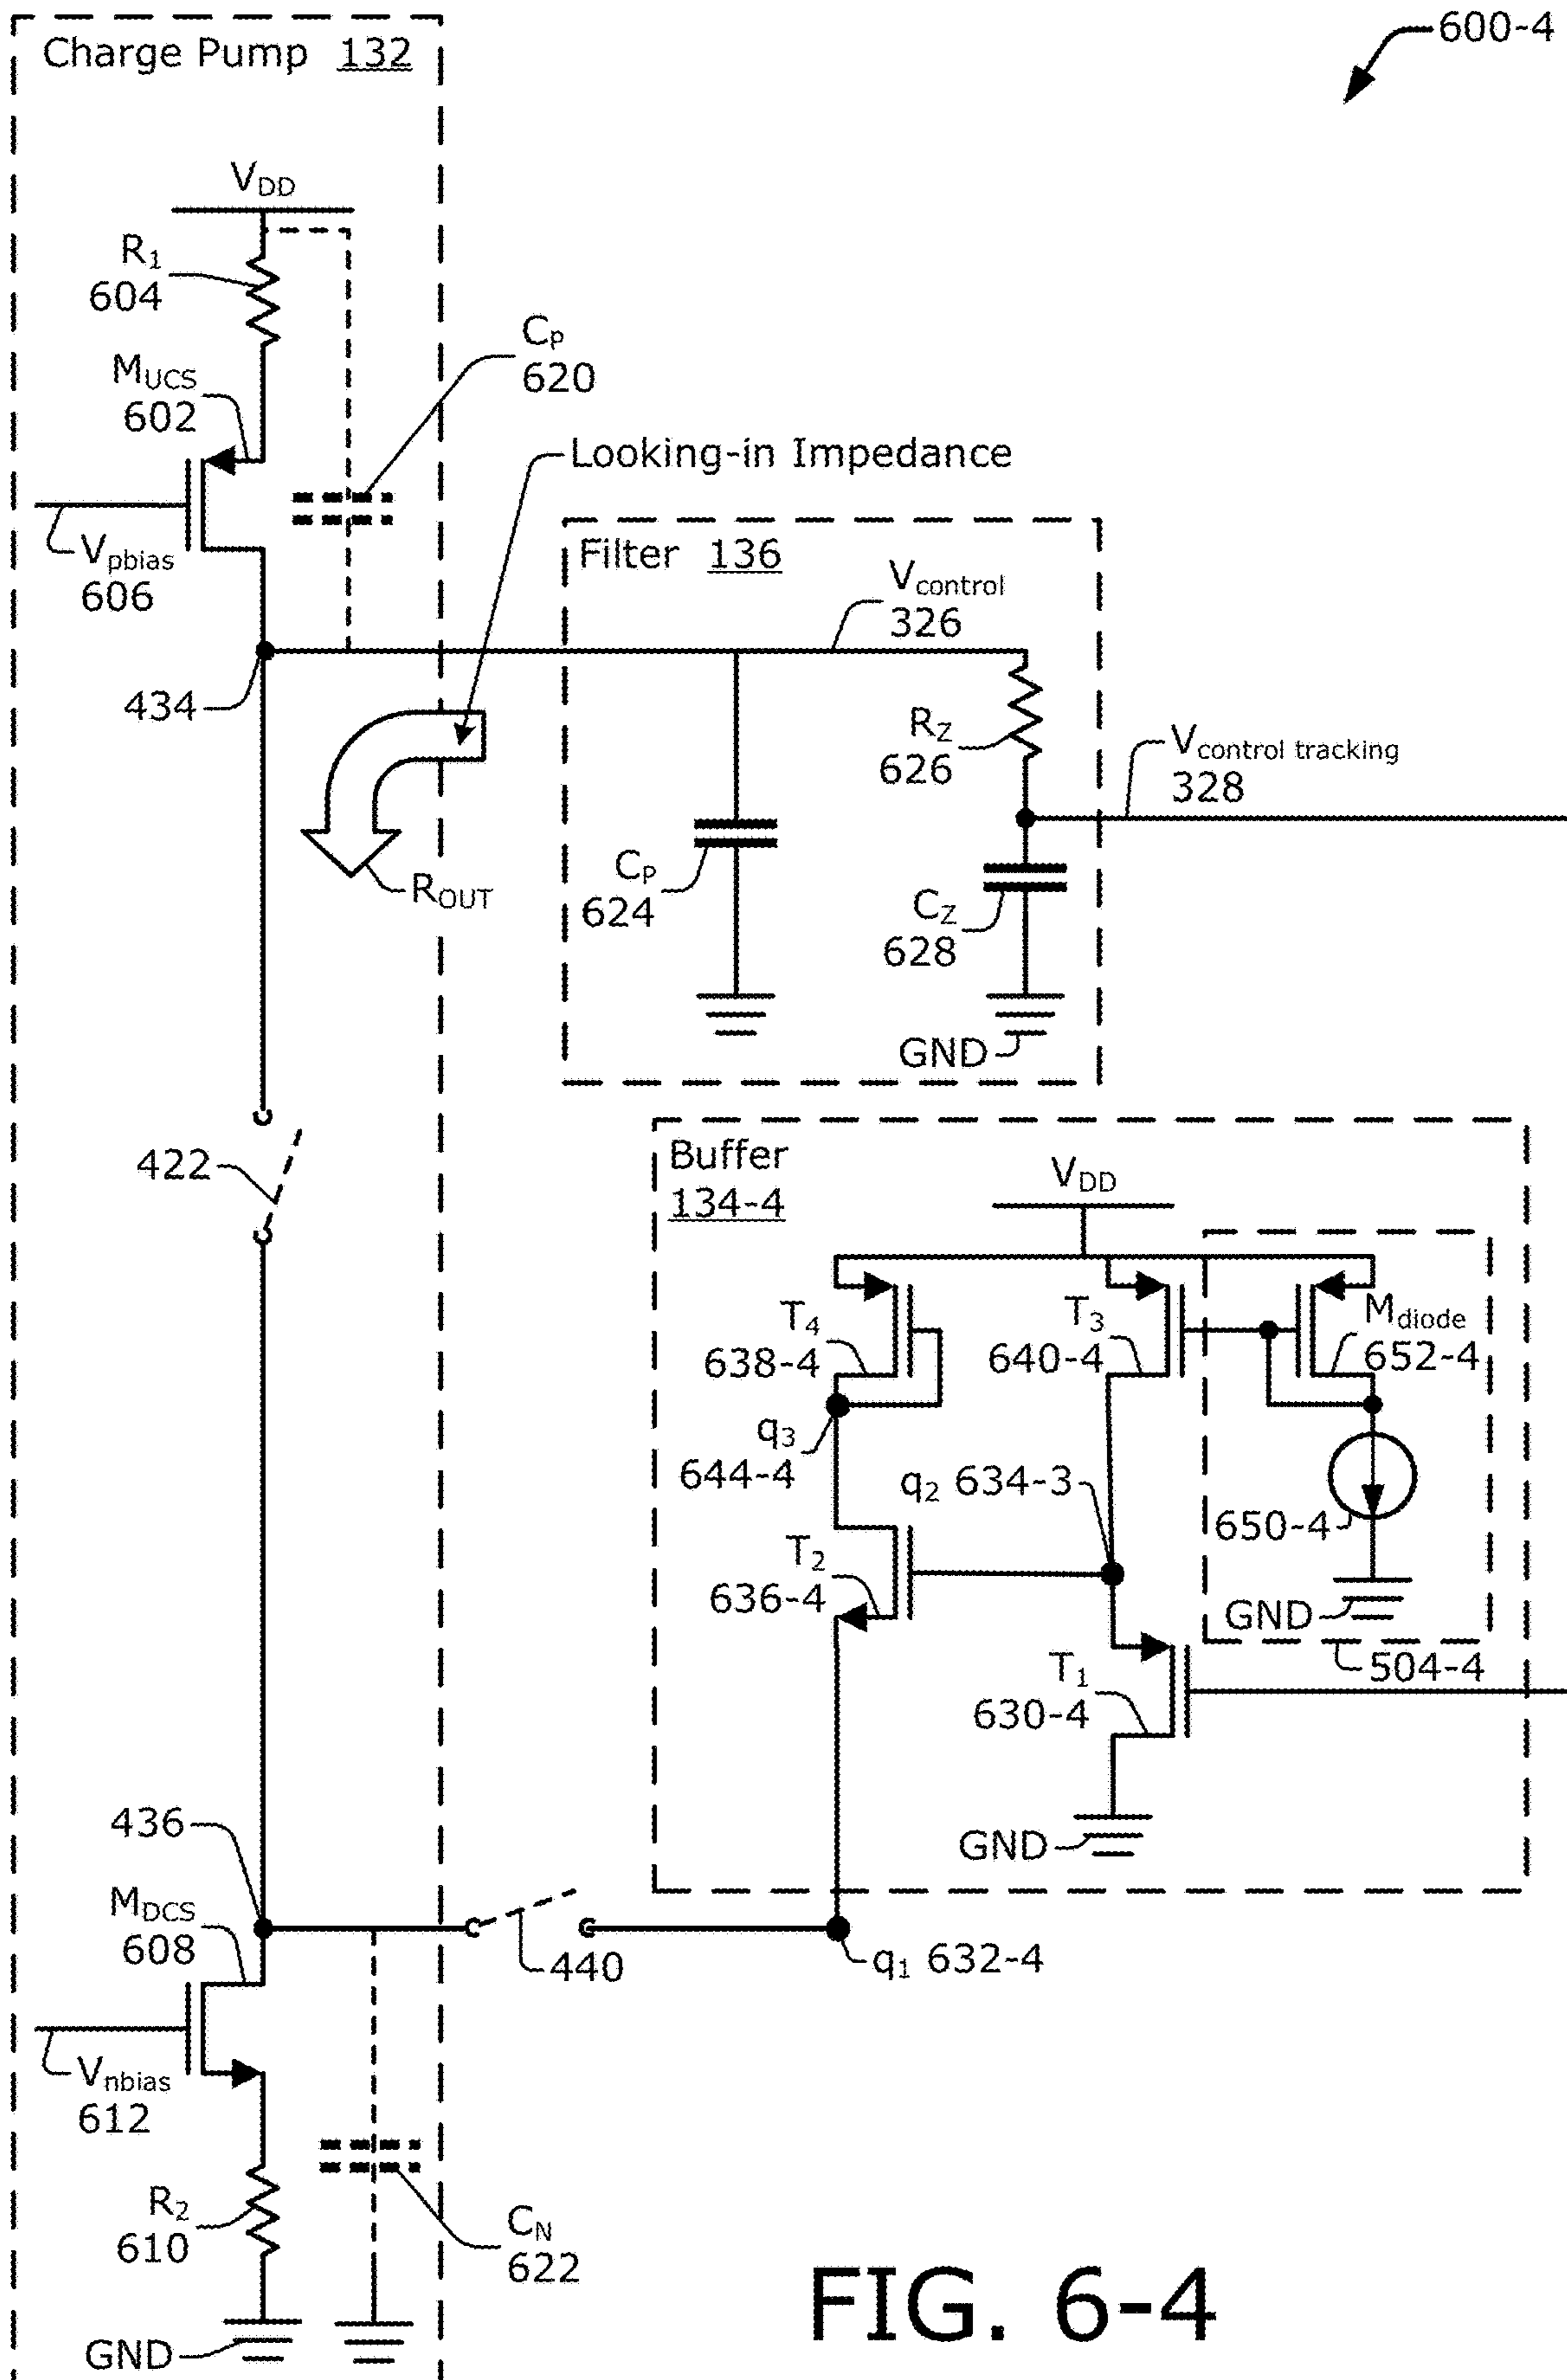 600-4
Charge Pump 132
VDD
R1
604
CP
620
MUCS
602
Looking-in Impedance
Vpbias
606
Filter 136
Vcontrol
326
434
RZ
626
Vcontrol tracking
328
ROUT
CP
624
CZ
628
GND
422
Buffer
134-4
VDD
T4
638-4
T3
640-4
Mdiode
652-4
q3
644-4
q2 634-3
650-4
T2
636-4
GND
504-4
T1
630-4
GND
436
MDCS
608
440
q1 632-4
Vnbias
612
R2
610
CN
622
GND
FIG. 6-4